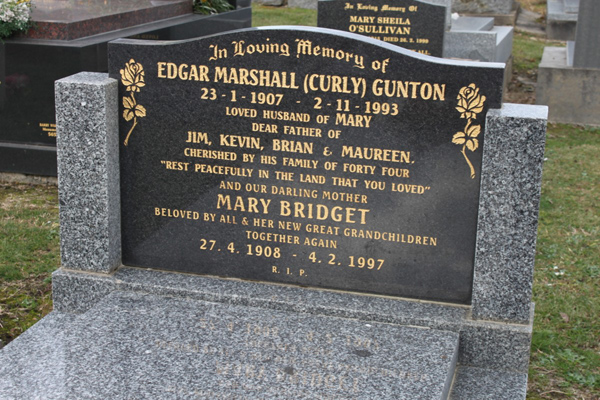 In Loving Memory of
MARY SHEILA
O'SULLIVAN
In Loving Memory of
EDGAR MARSHALL (CURLY) GUNTON
23-1-1907 - 2-11-1993
LOVED HUSBAND OF MARY
DEAR FATHER OF
JIM, KEVIN, BRIAN & MAUREEN.
CHERISHED BY HIS FAMILY OF FORTY FOUR
"REST PEACEFULLY IN THE LAND THAT YOU LOVED"
AND OUR DARLING MOTHER
MARY BRIDGET
BELOVED BY ALL & HER NEW GREAT GRANDCHILDREN
TOGETHER AGAIN
27. 4. 1908 - 4. 2. 1997
R. I. P.